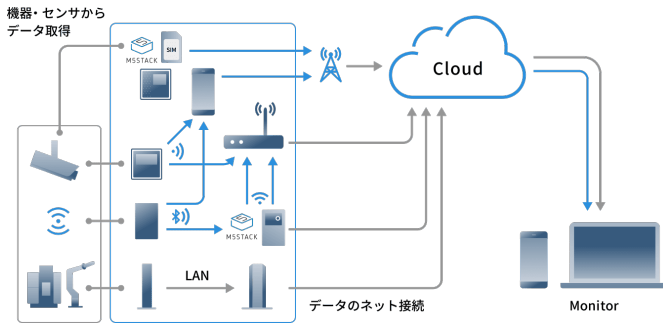 機器・センサから
データ取得
M5STACK
SIM
Cloud
M5STACK
LAN
データのネット接続
Monitor